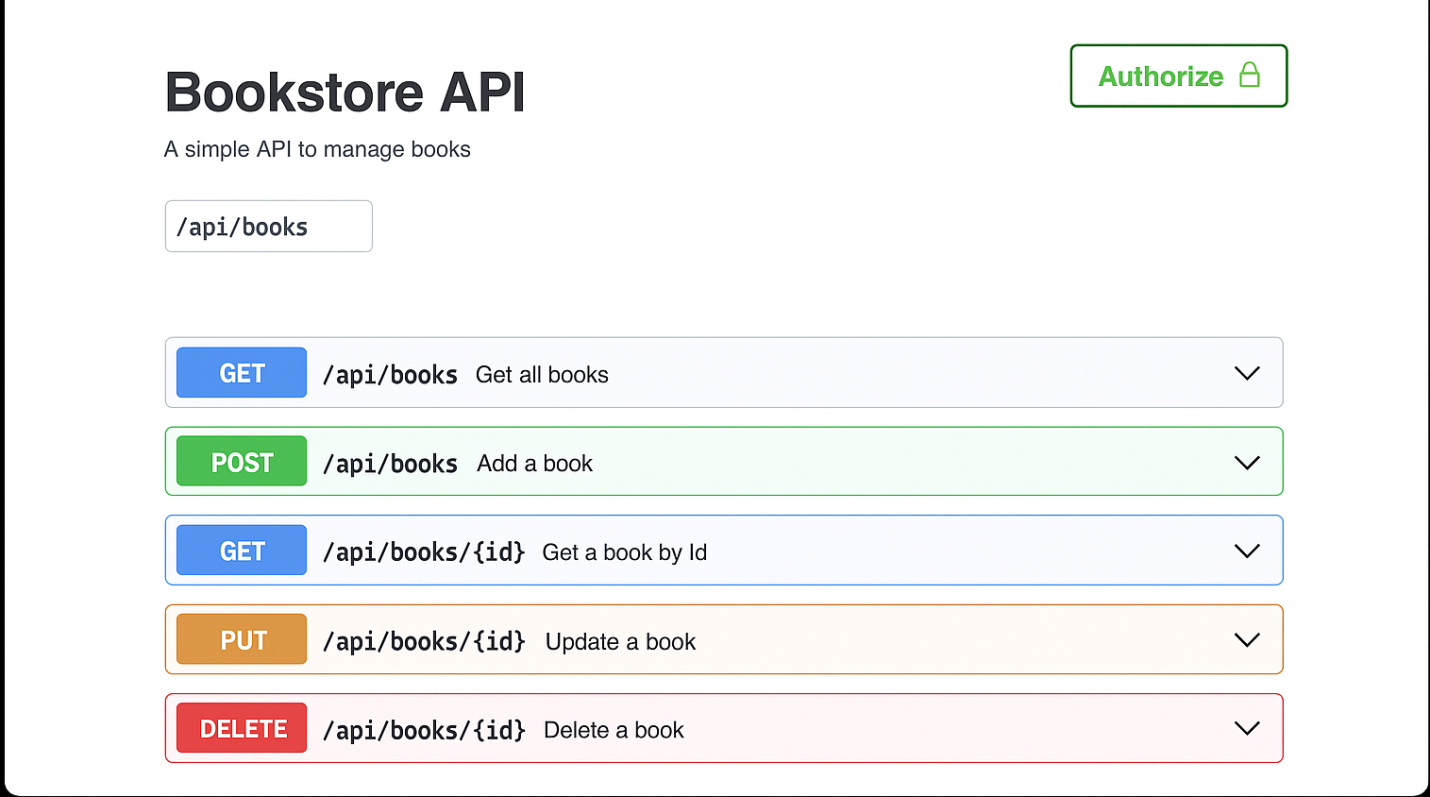 Bookstore API
Authorize
A simple API to manage books
/api/books
GET /api/books Get all books
POST /api/books Add a book
GET /api/books/{id} Get a book by Id
PUT /api/books/{id} Update a book
DELETE /api/books/{id} Delete a book